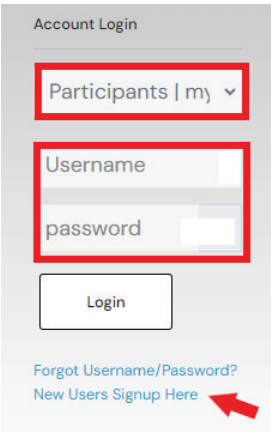 Account Login
Participants | my
Username
password
Login
Forgot Username/Password?
New Users Signup Here